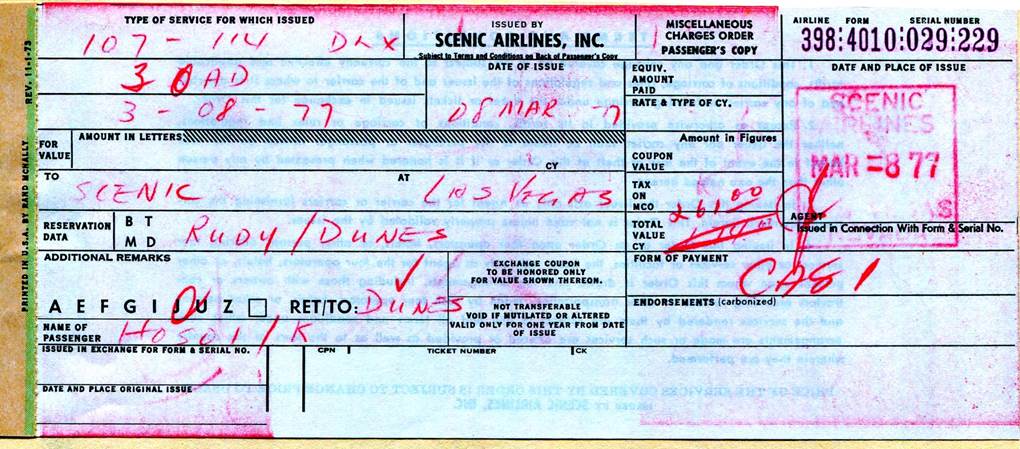 PRINTED IN U.S.A. BY RAND MCNALLY REV. 11-1-73
TYPE OF SERVICE FOR WHICH ISSUED
107 - 114 DLX
ISSUED BY
SCENIC AIRLINES, INC.
Subject to Terms and Conditions on Back of Passenger's Copy
MISCELLANEOUS
CHARGES ORDER
PASSENGER'S COPY
AIRLINE FORM SERIAL NUMBER
398:4010:029:229
3 AD
DATE OF ISSUE
3 - 08 - 77
08 MAR 77
EQUIV.
AMOUNT
PAID
RATE & TYPE OF CY.
DATE AND PLACE OF ISSUE
SCENIC
AIRLINES
MAR -8 77
FOR
VALUE
AMOUNT IN LETTERS
CY
Amount in Figures
COUPON
VALUE
TO SCENIC AT LAS VEGAS
TAX
ON
MCO
261.00
TOTAL
VALUE
CY
AGENT
Issued in Connection With Form & Serial No.
RESERVATION
DATA
B T
M D
RUDY / DUNES
ADDITIONAL REMARKS
EXCHANGE COUPON
TO BE HONORED ONLY
FOR VALUE SHOWN THEREON.
FORM OF PAYMENT
CASH
A E F G I J U Z RET/TO: DUNES
NOT TRANSFERABLE
VOID IF MUTILATED OR ALTERED
VALID ONLY FOR ONE YEAR FROM DATE
OF ISSUE
ENDORSEMENTS (carbonized)
NAME OF
PASSENGER
HOSOI/K
ISSUED IN EXCHANGE FOR FORM & SERIAL NO.
CPN TICKET NUMBER CK
DATE AND PLACE ORIGINAL ISSUE